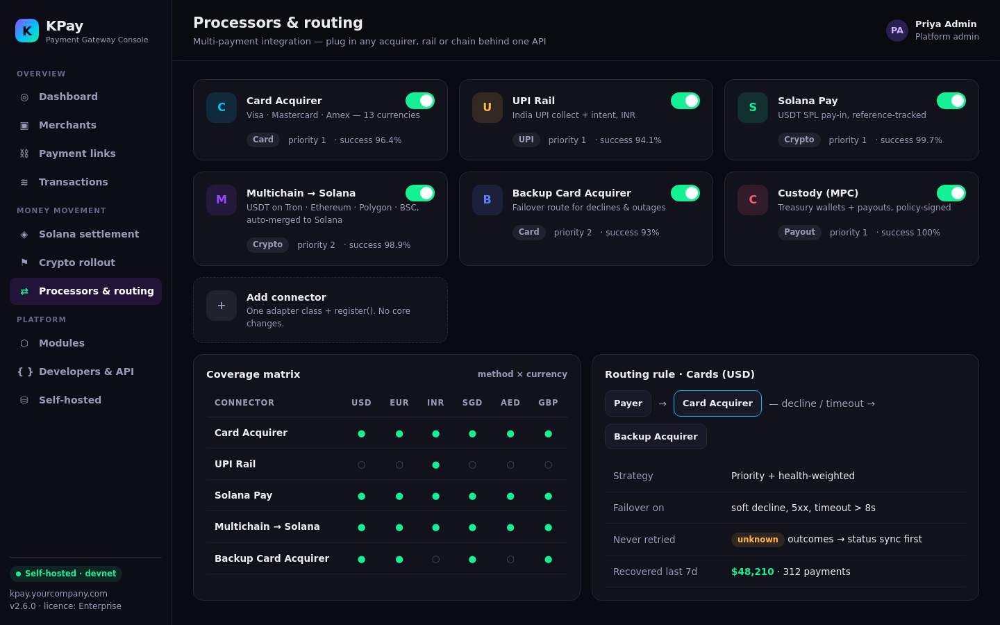 K
KPay
Payment Gateway Console
OVERVIEW
Dashboard
Merchants
Payment links
Transactions
MONEY MOVEMENT
Solana settlement
Crypto rollout
Processors & routing
PLATFORM
Modules
{ } Developers & API
Self-hosted
Self-hosted · devnet
kpay.yourcompany.com
v2.6.0 · licence: Enterprise
Processors & routing
Multi-payment integration — plug in any acquirer, rail or chain behind one API
PA
Priya Admin
Platform admin
C
Card Acquirer
Visa · Mastercard · Amex — 13 currencies
Card priority 1 · success 96.4%
U
UPI Rail
India UPI collect + intent, INR
UPI priority 1 · success 94.1%
S
Solana Pay
USDT SPL pay-in, reference-tracked
Crypto priority 1 · success 99.7%
M
Multichain → Solana
USDT on Tron · Ethereum · Polygon · BSC,
auto-merged to Solana
Crypto priority 2 · success 98.9%
B
Backup Card Acquirer
Failover route for declines & outages
Card priority 2 · success 93%
C
Custody (MPC)
Treasury wallets + payouts, policy-signed
Payout priority 1 · success 100%
+
Add connector
One adapter class + register(). No core
changes.
Coverage matrix method × currency
CONNECTOR USD EUR INR SGD AED GBP
Card Acquirer ● ● ● ● ● ●
UPI Rail ○ ○ ● ○ ○ ○
Solana Pay ● ● ● ● ● ●
Multichain → Solana ● ● ● ● ● ●
Backup Card Acquirer ● ● ○ ● ○ ●
Routing rule · Cards (USD)
Payer → Card Acquirer — decline / timeout →
Backup Acquirer
Strategy Priority + health-weighted
Failover on soft decline, 5xx, timeout > 8s
Never retried unknown outcomes → status sync first
Recovered last 7d $48,210 · 312 payments